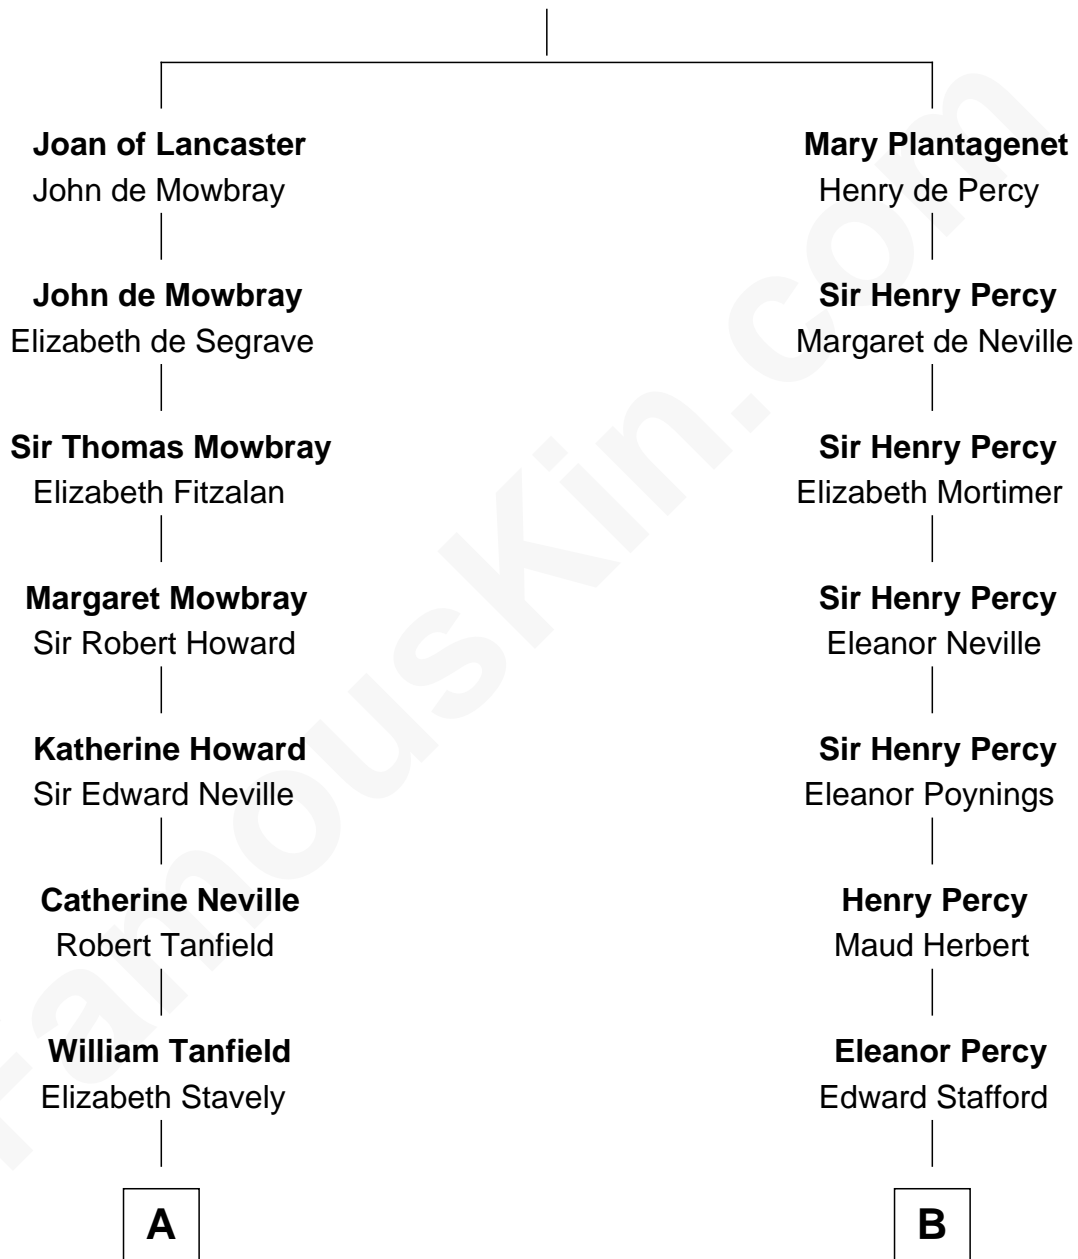 Joan of Lancaster
John de Mowbray
John de Mowbray
Elizabeth de Segrave
Sir Thomas Mowbray
Elizabeth Fitzalan
Margaret Mowbray
Sir Robert Howard
Katherine Howard
Sir Edward Neville
Catherine Neville
Robert Tanfield
William Tanfield
Elizabeth Stavely
A
Mary Plantagenet
Henry de Percy
Sir Henry Percy
Margaret de Neville
Sir Henry Percy
Elizabeth Mortimer
Sir Henry Percy
Eleanor Neville
Sir Henry Percy
Eleanor Poynings
Henry Percy
Maud Herbert
Eleanor Percy
Edward Stafford
B
FamousKin.com